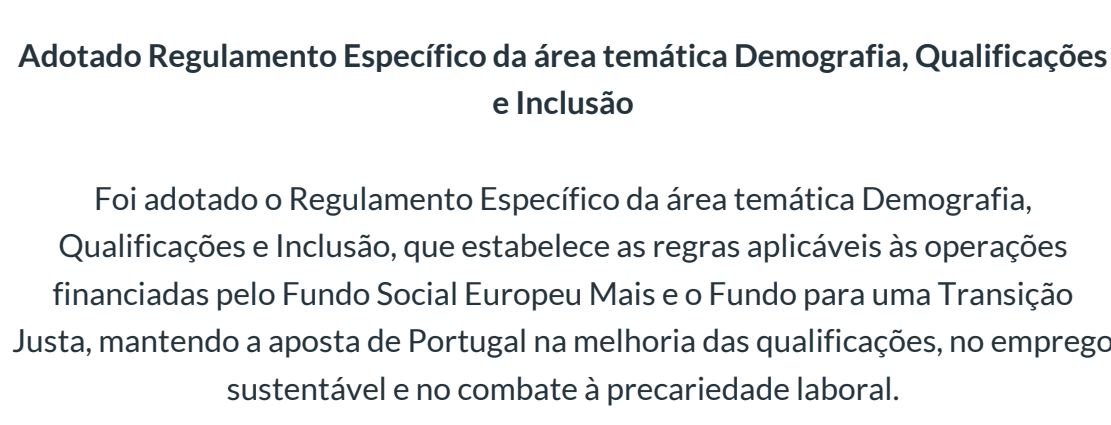 Adotado Regulamento Específico da área temática Demografia, Qualificações
e Inclusão
Foi adotado o Regulamento Específico da área temática Demografia,
Qualificações e Inclusão, que estabelece as regras aplicáveis às operações
financiadas pelo Fundo Social Europeu Mais e o Fundo para uma Transição
Justa, mantendo a aposta de Portugal na melhoria das qualificações, no emprego
sustentável e no combate à precariedade laboral.